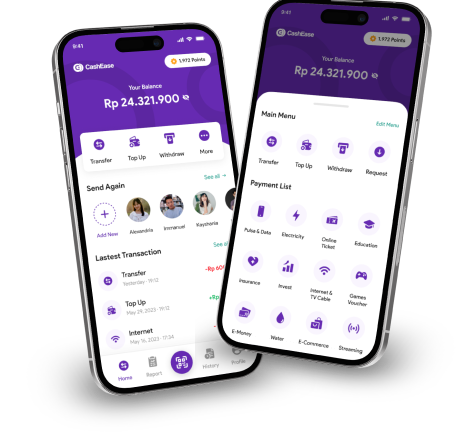 9:41
CashEase
1.972 Points
Your Balance
Rp 24.321.900
Transfer
Top Up
Withdraw
More
Send Again
See all →
Add New
Alexandria
Immanuel
Kaymaria
Lastest Transaction
See
Transfer
Yesterday · 19:12
-Rp
Top Up
May 29, 2023 · 19:12
+Rp
Internet
May 16, 2023 · 17:34
Home
Report
History
Profile
9:41
CashEase
1.972 Points
Your Balance
Rp 24.321.900
Main Menu
Edit Menu
Transfer
Top Up
Withdraw
Request
Payment List
Pulsa & Data
Electricity
Online
Ticket
Education
Insurance
Invest
Internet &
TV Cable
Games
Voucher
E-Money
Water
E-Commerce
Streaming